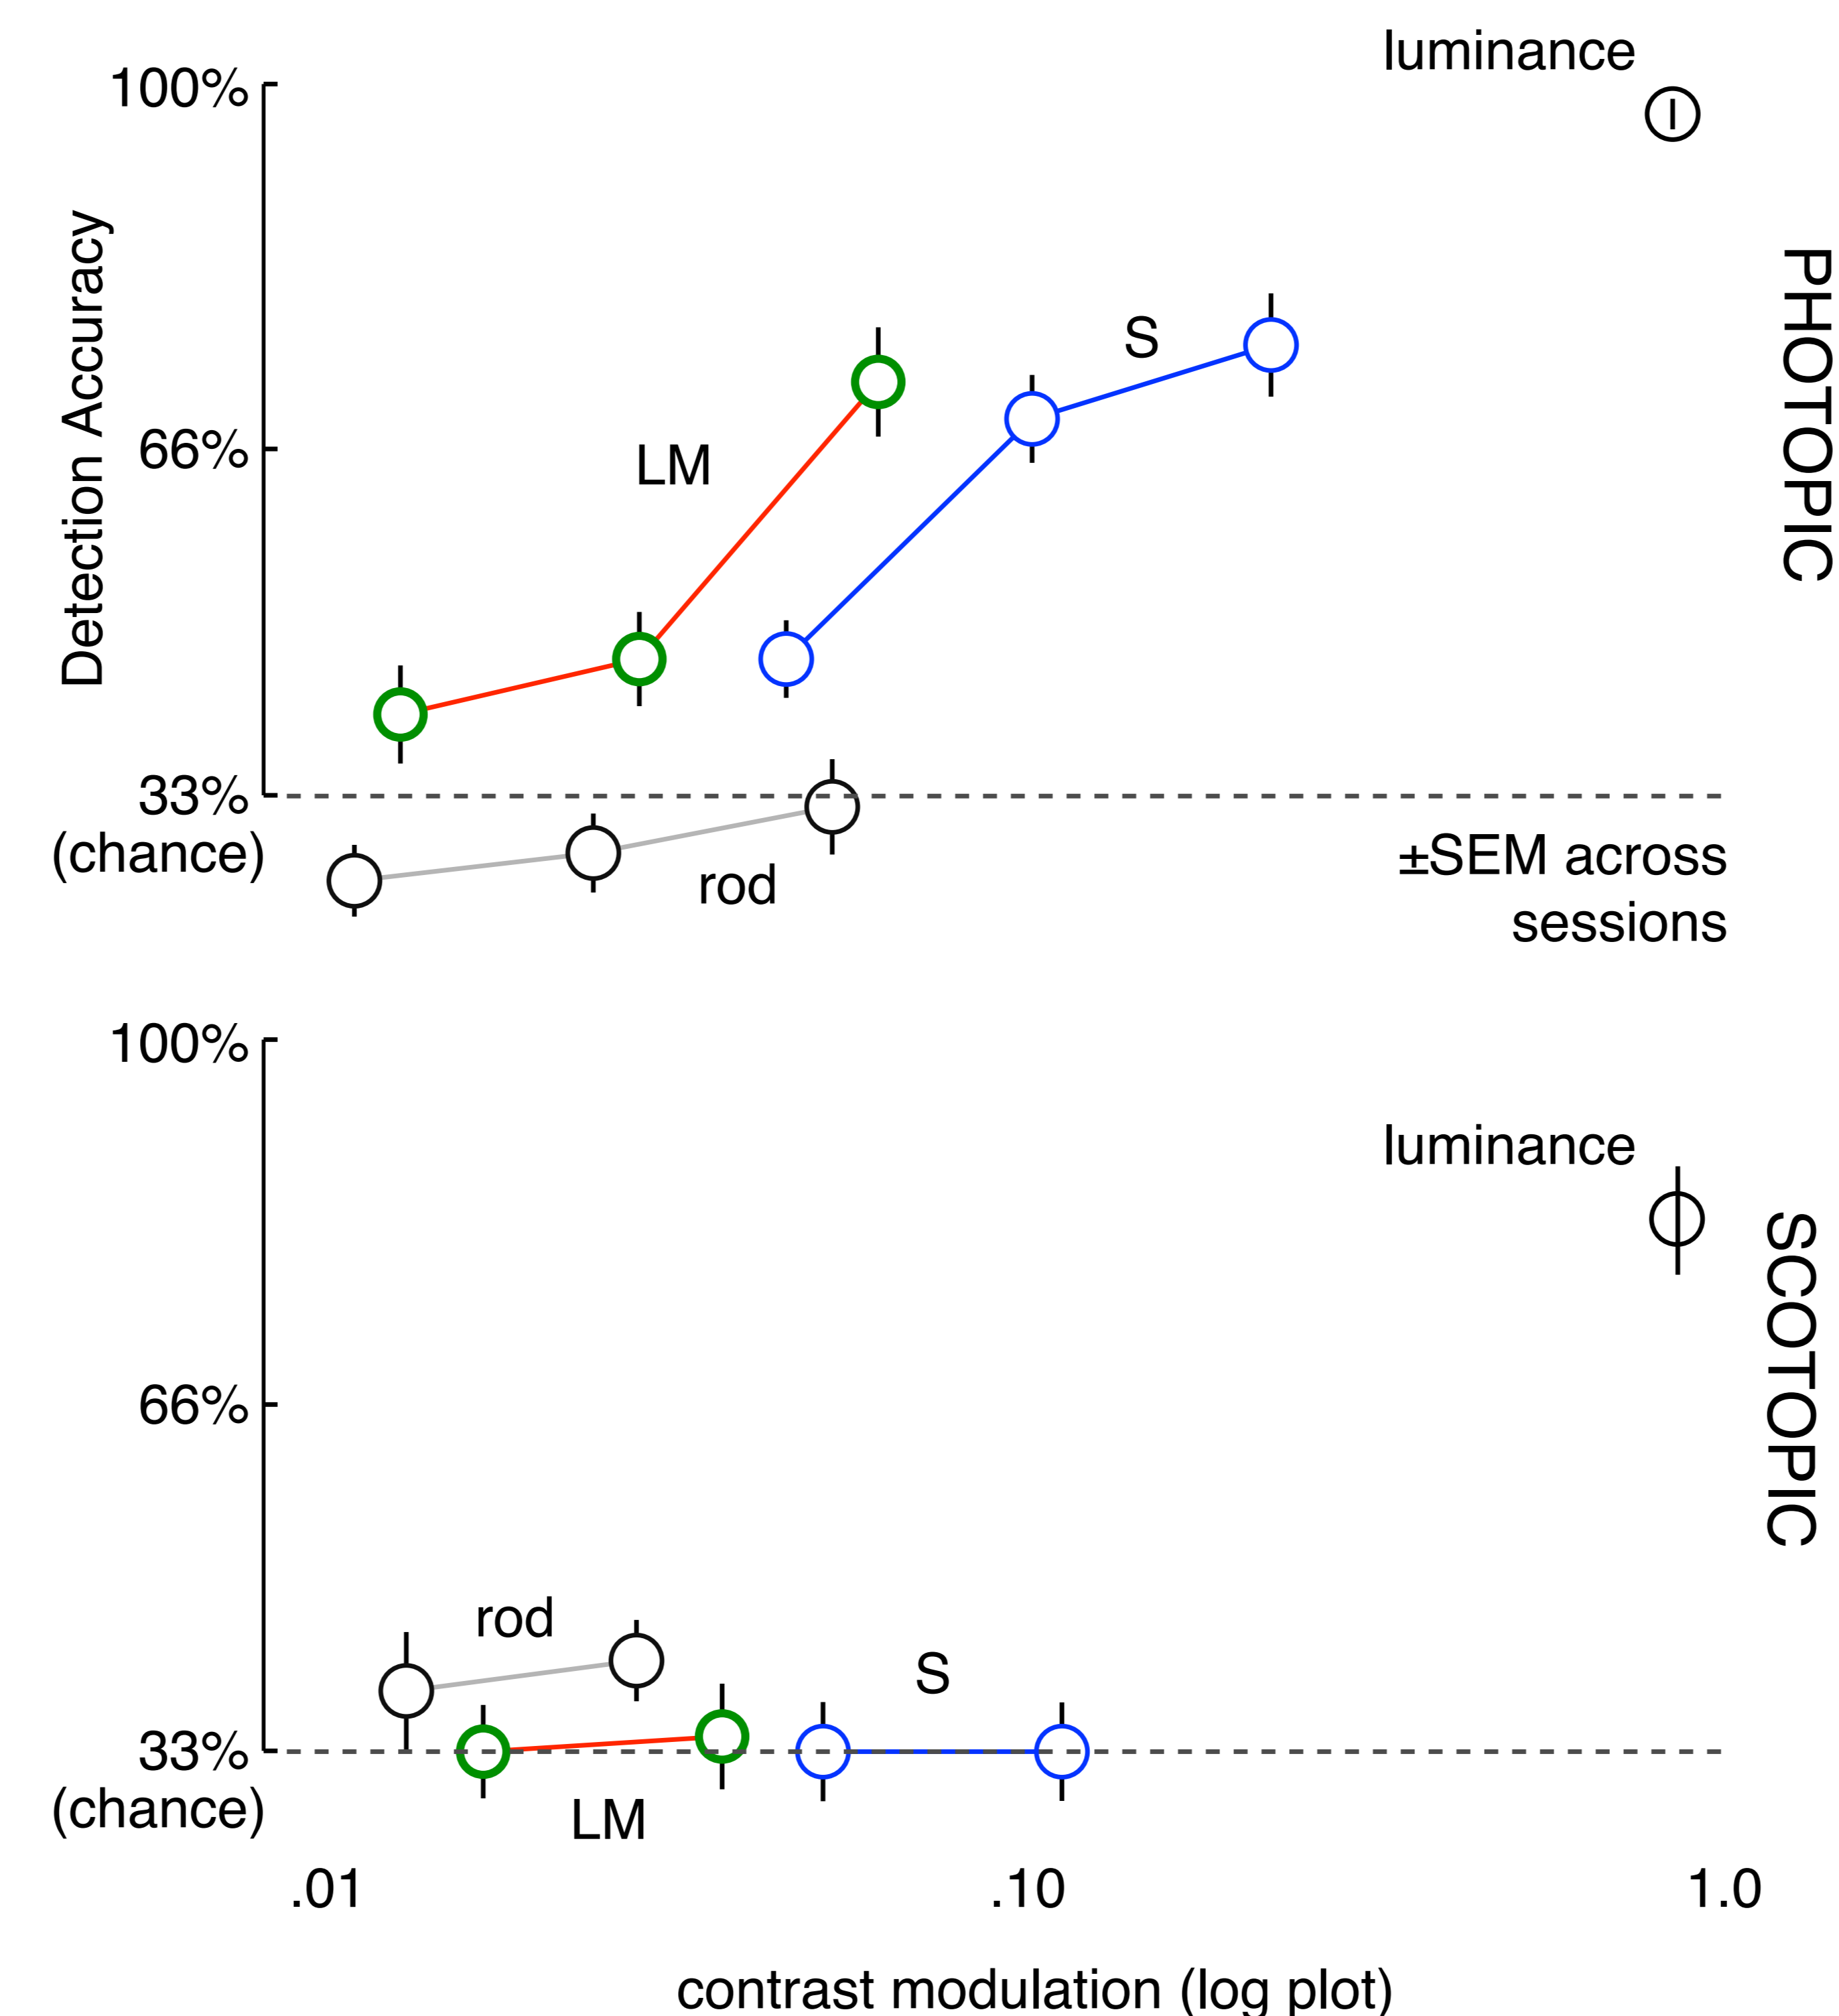 luminance
100%
Detection Accuracy
PHOTOPIC
S
LM
66%
33%
(chance)
rod
±SEM across
sessions
100%
luminance
SCOTOPIC
66%
rod
S
33%
(chance)
LM
.01
.10
1.0
contrast modulation (log plot)